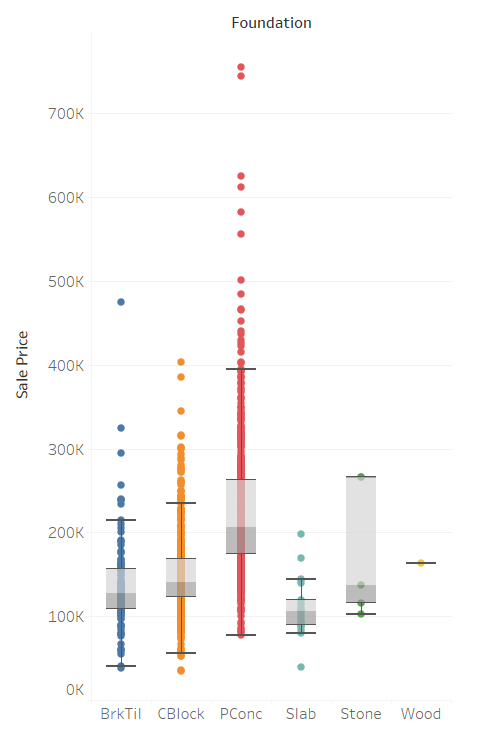 Foundation
700K
600K
500K
400K
300K
200K
100K
0K
Sale Price
BrkTil CBlock PConc Slab Stone Wood